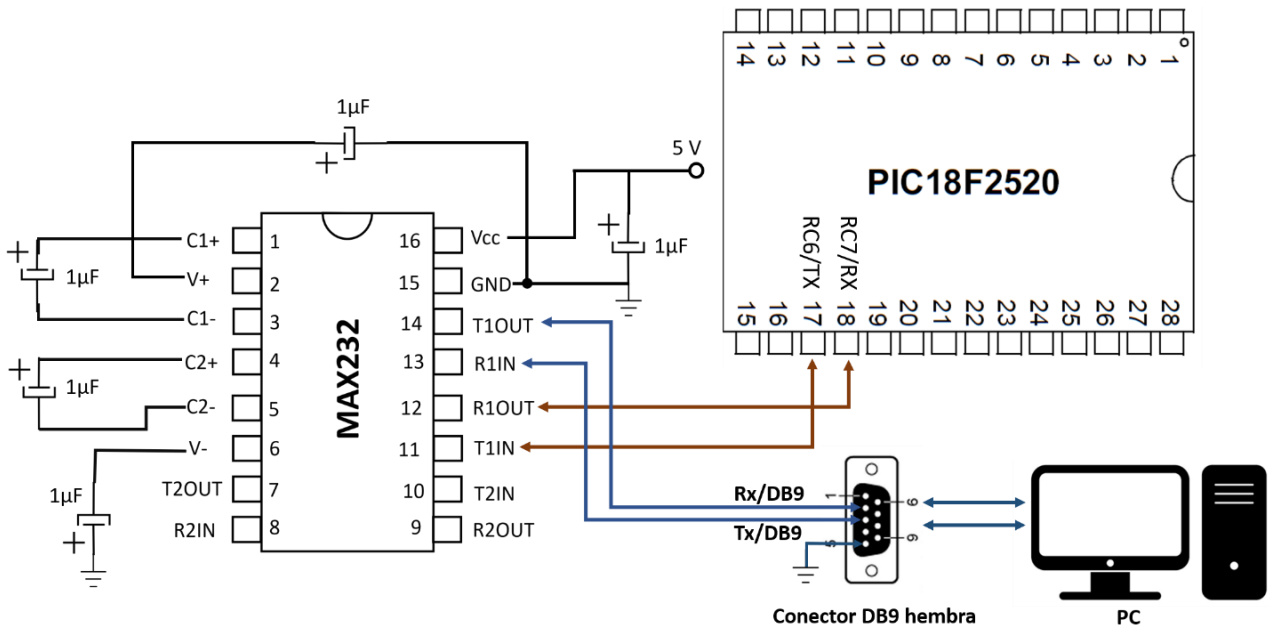 14 13 12 11 10 9 8 7 6 5 4 3 2 1
PIC18F2520
RC6/TX
RC7/RX
15 16 17 18 19 20 21 22 23 24 25 26 27 28
1µF
+
5 V
+
1µF
+
1µF
C1+
V+
C1-
+
1µF
C2+
C2-
V-
T2OUT
R2IN
1µF
+
1
2
3
4
5
6
7
8
MAX232
16
15
14
13
12
11
10
9
Vcc
GND
T1OUT
R1IN
R1OUT
T1IN
T2IN
R2OUT
Rx/DB9
Tx/DB9
1
5
6
9
Conector DB9 hembra
PC